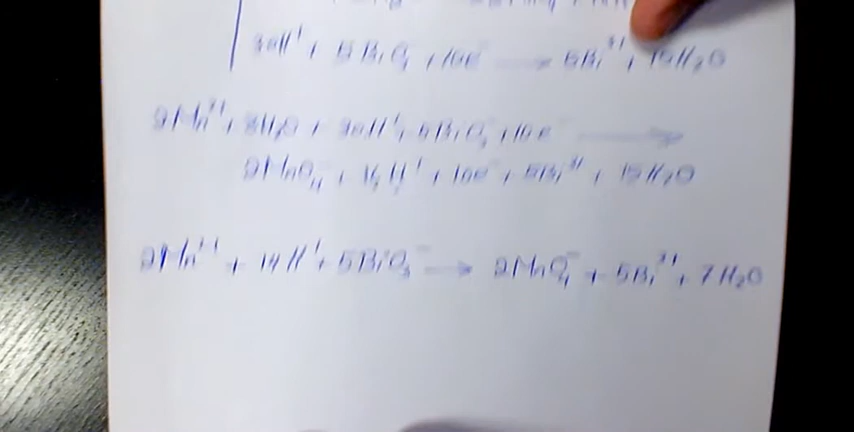 30H⁺ + 5BiO₃⁻ + 10e⁻ → 5Bi³⁺ + 15H₂O
2Mn²⁺ + 8H₂O + 30H⁺ + 5BiO₃⁻ + 10e⁻ →
2MnO₄⁻ + 16H⁺ + 10e⁻ + 5Bi³⁺ + 15H₂O
2Mn²⁺ + 14H⁺ + 5BiO₃⁻ → 2MnO₄⁻ + 5Bi³⁺ + 7H₂O